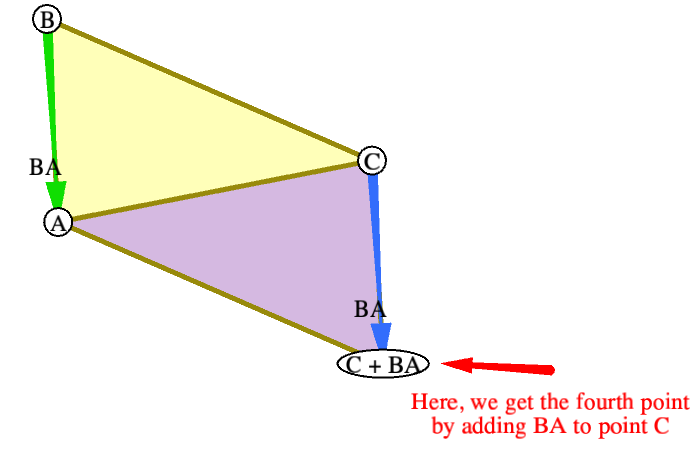 B
BA
C
A
BA
C + BA
Here, we get the fourth point
by adding BA to point C